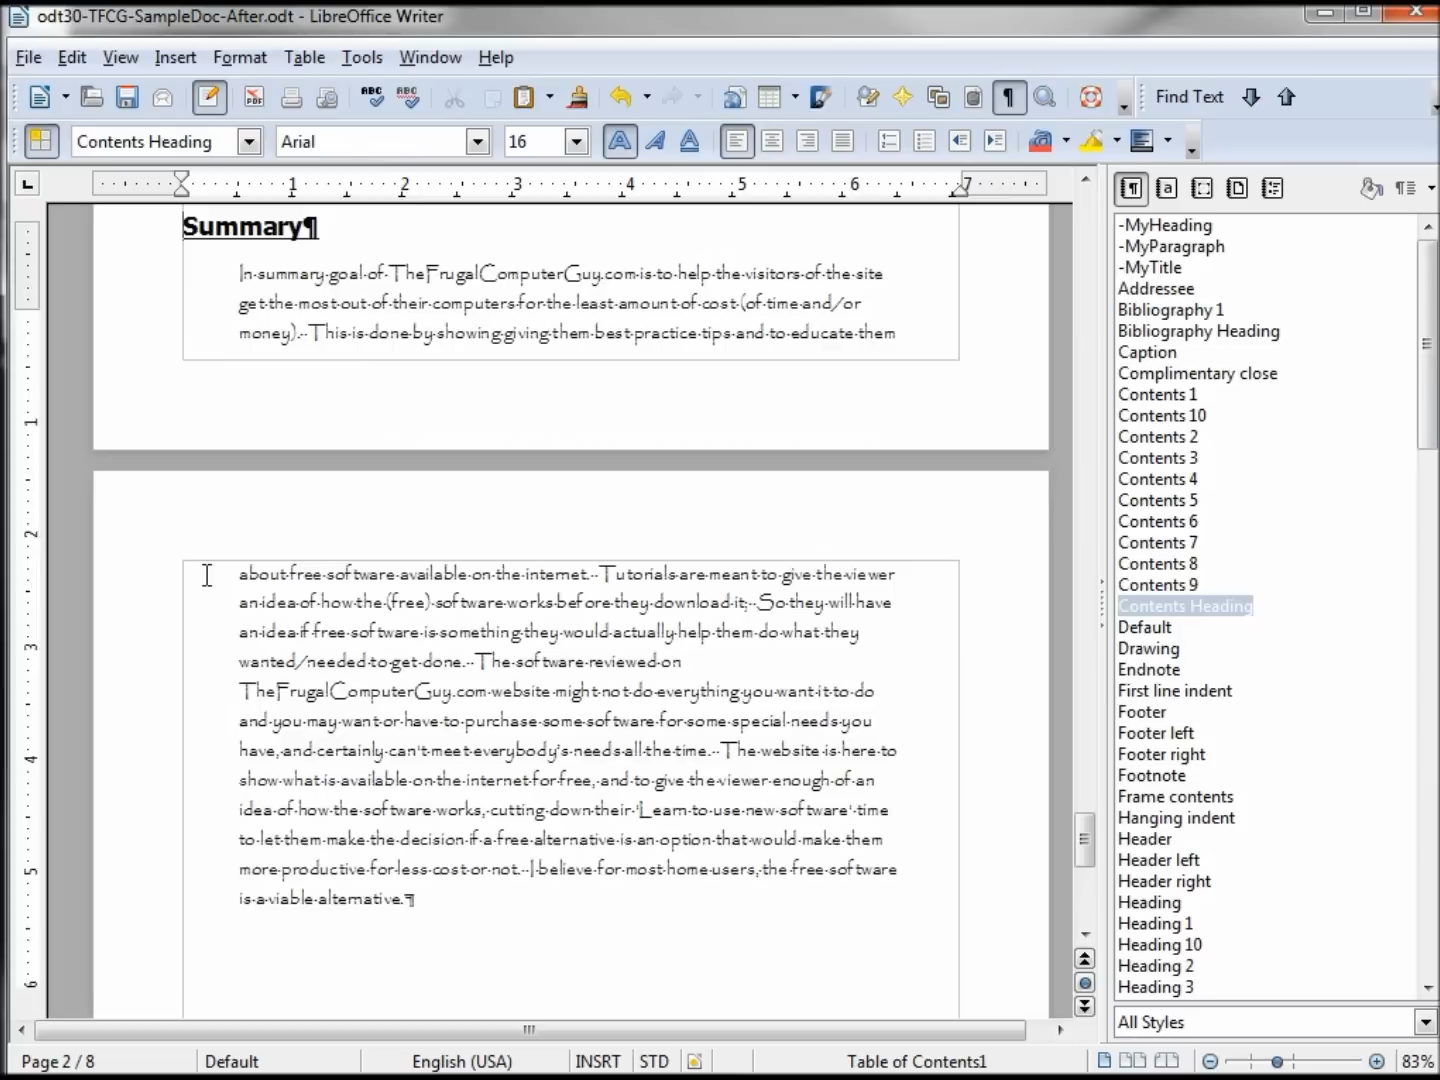 odt30-TFCG-SampleDoc-After.odt - LibreOffice Writer
File Edit View Insert Format Table Tools Window Help
Find Text
Contents Heading Arial 16
1 2 3 4 5 6 7
Summary¶
In·summary·goal·of·TheFrugalComputerGuy.com·is·to·help·the·visitors·of·the·site
get·the·most·out·of·their·computers·for·the·least·amount·of·cost·(of·time·and/or
money).··This·is·done·by·showing·giving·them·best·practice·tips·and·to·educate·them
about·free·software·available·on·the·internet.··Tutorials·are·meant·to·give·the·viewer
an·idea·of·how·the·(free)·software·works·before·they·download·it;··So·they·will·have
an·idea·if·free·software·is·something·they·would·actually·help·them·do·what·they
wanted/needed·to·get·done.··The·software·reviewed·on
TheFrugalComputerGuy.com·website·might·not·do·everything·you·want·it·to·do
and·you·may·want·or·have·to·purchase·some·software·for·some·special·needs·you
have,·and·certainly·can't·meet·everybody's·needs·all·the·time.··The·website·is·here·to
show·what·is·available·on·the·internet·for·free,·and·to·give·the·viewer·enough·of·an
idea·of·how·the·software·works,·cutting·down·their·'Learn·to·use·new·software'·time
to·let·them·make·the·decision·if·a·free·alternative·is·an·option·that·would·make·them
more·productive·for·less·cost·or·not.··I·believe·for·most·home·users,·the·free·software
is·a·viable·alternative.¶
1
2
3
4
5
6
-MyHeading
-MyParagraph
-MyTitle
Addressee
Bibliography 1
Bibliography Heading
Caption
Complimentary close
Contents 1
Contents 10
Contents 2
Contents 3
Contents 4
Contents 5
Contents 6
Contents 7
Contents 8
Contents 9
Contents Heading
Default
Drawing
Endnote
First line indent
Footer
Footer left
Footer right
Footnote
Frame contents
Hanging indent
Header
Header left
Header right
Heading
Heading 1
Heading 10
Heading 2
Heading 3
All Styles
Page 2 / 8 Default English (USA) INSRT STD Table of Contents1 83%